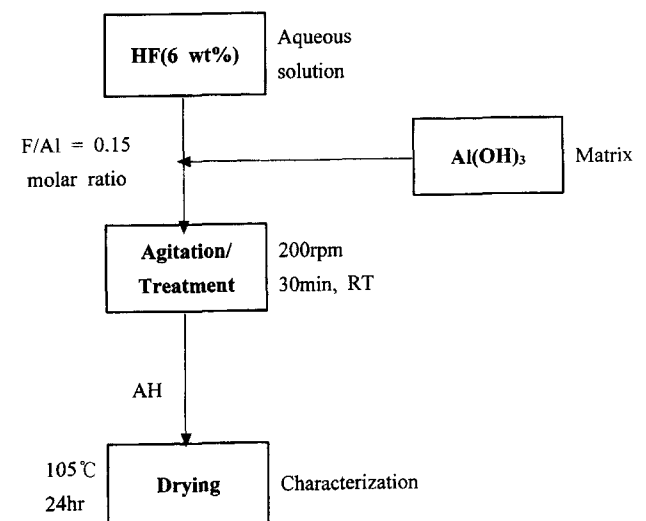 HF(6 wt%)
Aqueous
solution
F/Al = 0.15
molar ratio
Al(OH)₃
Matrix
Agitation/
Treatment
200rpm
30min, RT
AH
105℃
24hr
Drying
Characterization